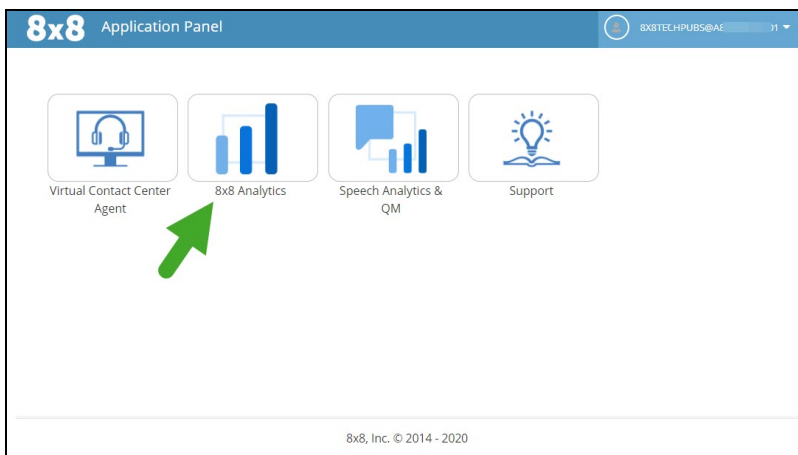 8x8 Application Panel
Virtual Contact Center
Agent
8x8 Analytics
Speech Analytics &
QM
Support
8x8, Inc. © 2014 - 2020